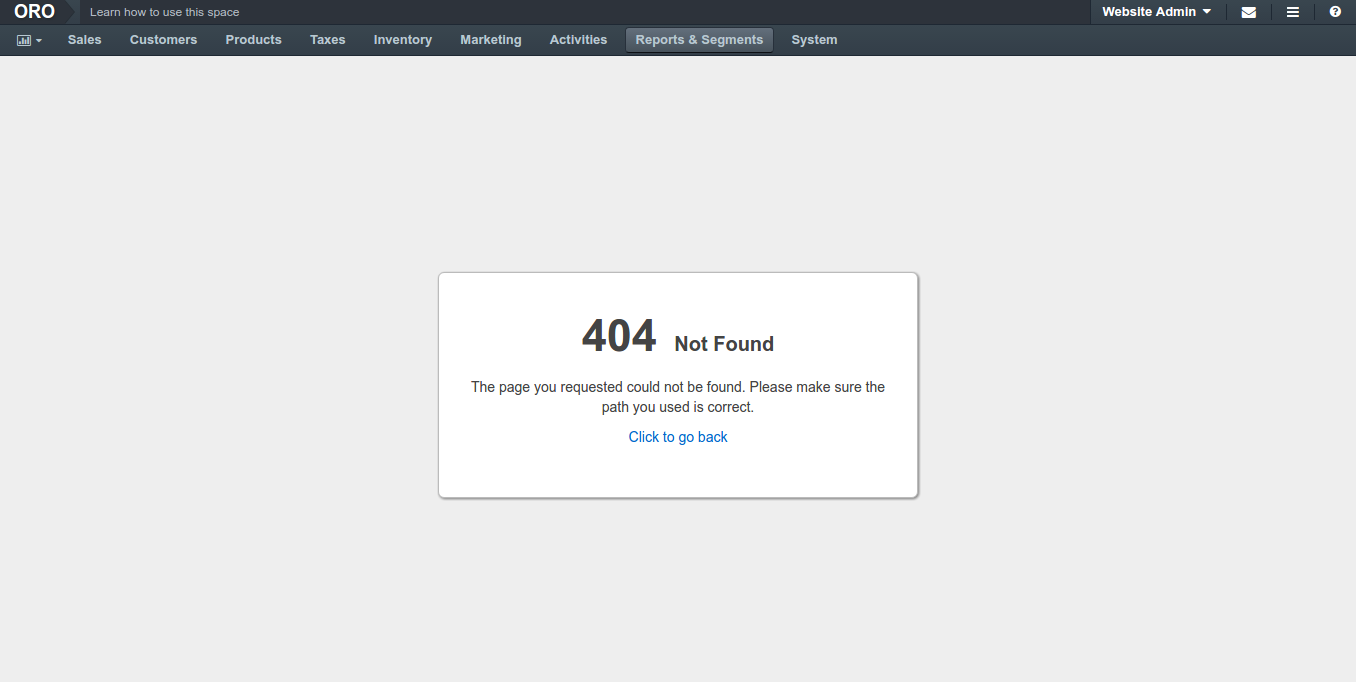 ORO
Learn how to use this space
Website Admin
Sales
Customers
Products
Taxes
Inventory
Marketing
Activities
Reports & Segments
System
404 Not Found
The page you requested could not be found. Please make sure the
path you used is correct.
Click to go back